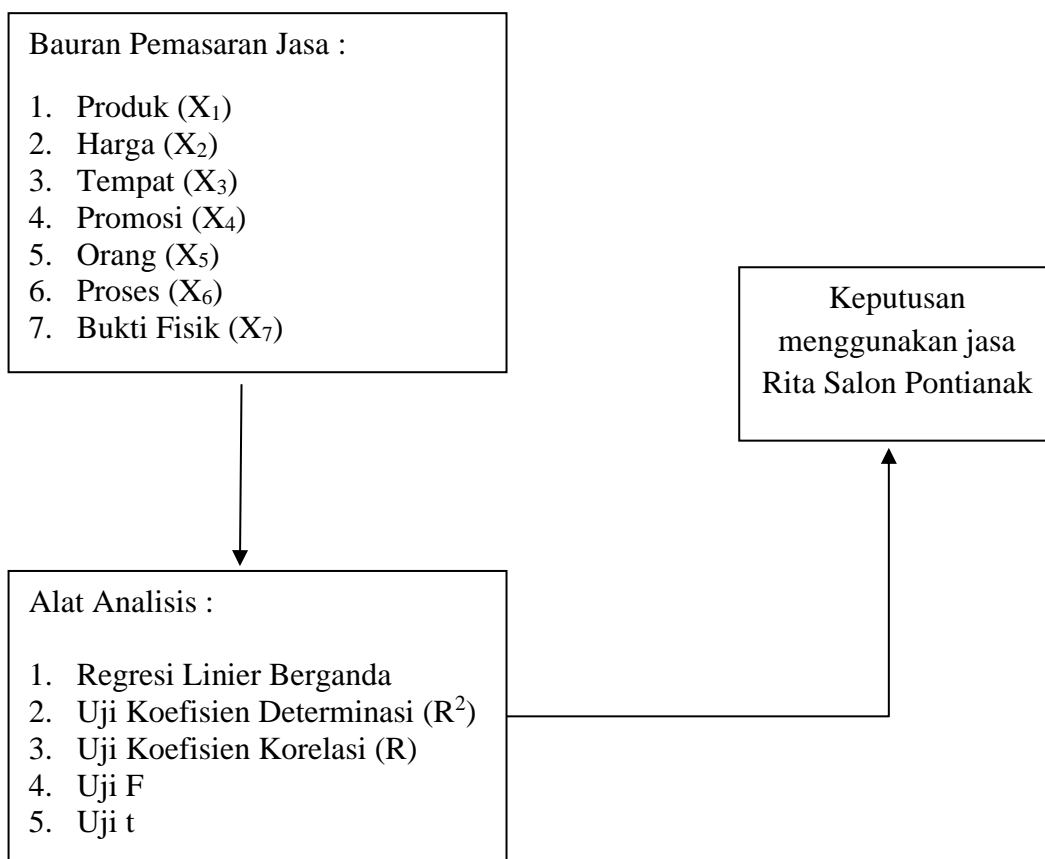 Bauran Pemasaran Jasa :
1. Produk (X₁)
2. Harga (X₂)
3. Tempat (X₃)
4. Promosi (X₄)
5. Orang (X₅)
6. Proses (X₆)
7. Bukti Fisik (X₇)
Keputusan
menggunakan jasa
Rita Salon Pontianak
Alat Analisis :
1. Regresi Linier Berganda
2. Uji Koefisien Determinasi (R²)
3. Uji Koefisien Korelasi (R)
4. Uji F
5. Uji t